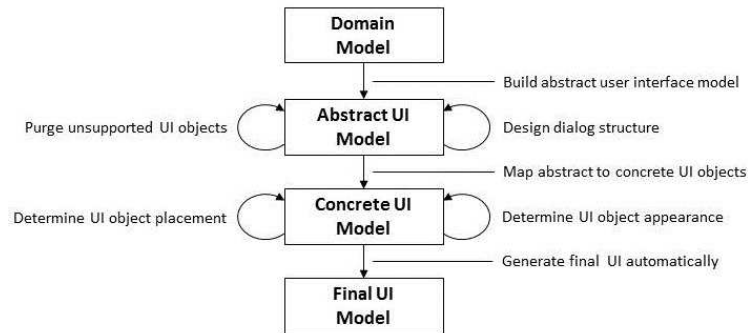 Domain
Model
Build abstract user interface model
Purge unsupported UI objects
Abstract UI
Model
Design dialog structure
Map abstract to concrete UI objects
Determine UI object placement
Concrete UI
Model
Determine UI object appearance
Generate final UI automatically
Final UI
Model